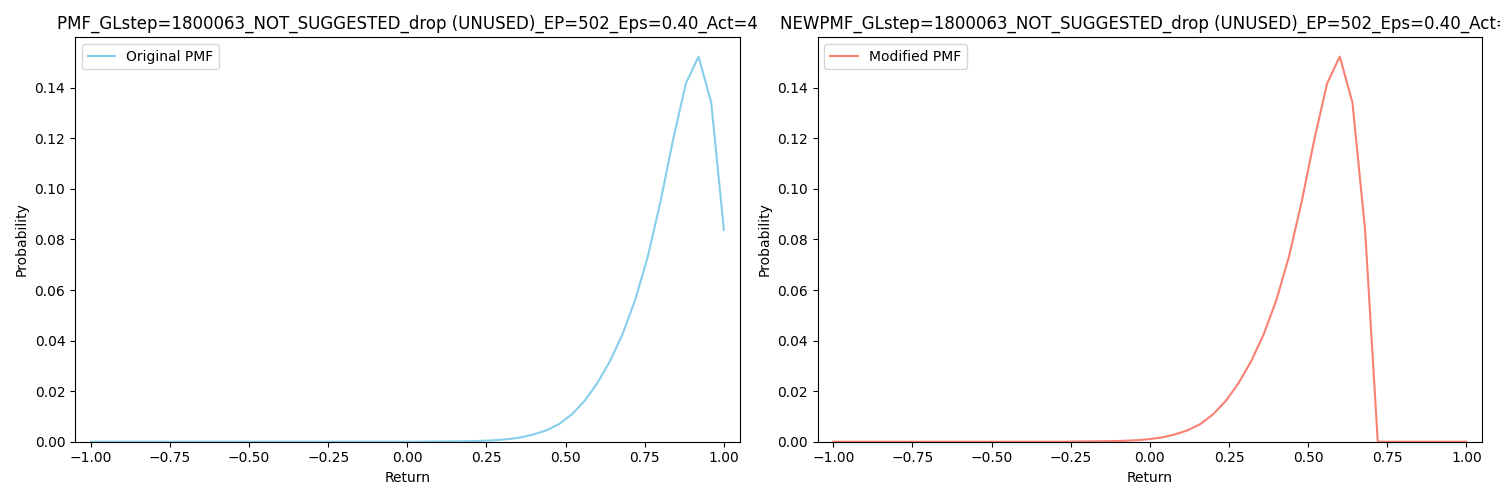 PMF_GLstep=1800063_NOT_SUGGESTED_drop (UNUSED)_EP=502_Eps=0.40_Act=4
Original PMF
Probability
0.14
0.12
0.10
0.08
0.06
0.04
0.02
0.00
−1.00 −0.75 −0.50 −0.25 0.00 0.25 0.50 0.75 1.00
Return
NEWPMF_GLstep=1800063_NOT_SUGGESTED_drop (UNUSED)_EP=502_Eps=0.40_Act=
Modified PMF
Probability
0.14
0.12
0.10
0.08
0.06
0.04
0.02
0.00
−1.00 −0.75 −0.50 −0.25 0.00 0.25 0.50 0.75 1.00
Return